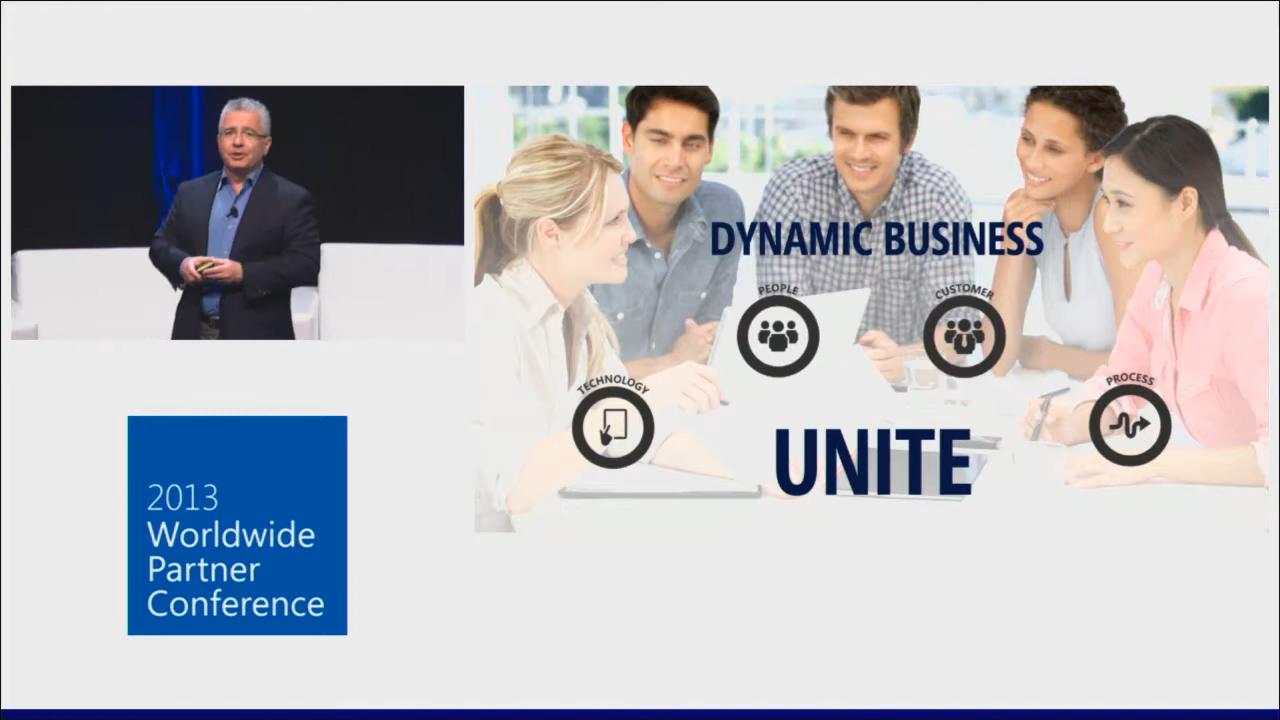 DYNAMIC BUSINESS
PEOPLE
CUSTOMER
TECHNOLOGY
PROCESS
UNITE
2013
Worldwide
Partner
Conference